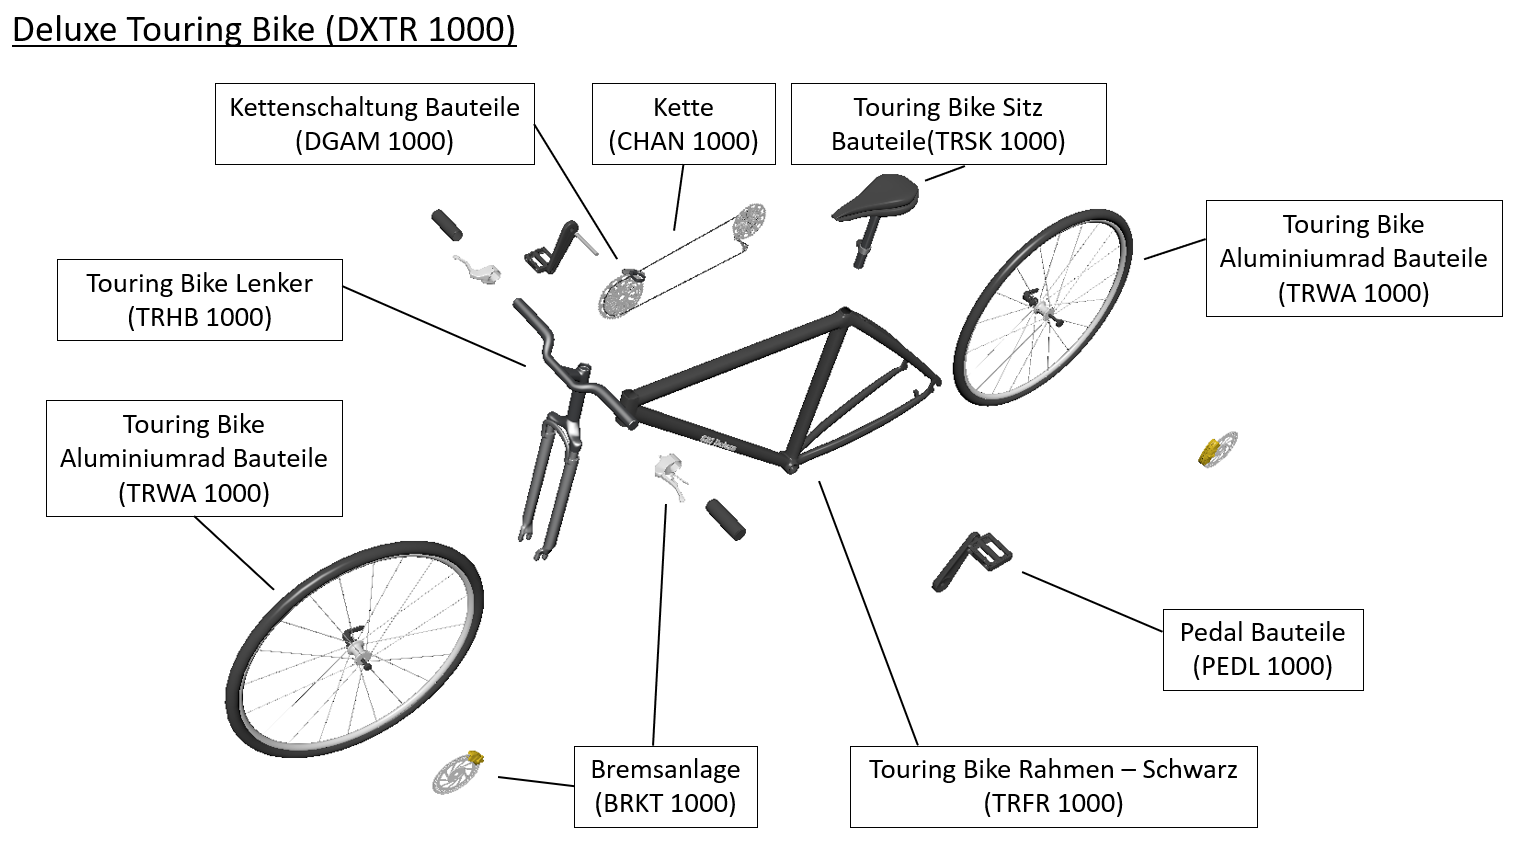 Deluxe Touring Bike (DXTR 1000)
Kettenschaltung Bauteile
(DGAM 1000)
Kette
(CHAN 1000)
Touring Bike Sitz
Bauteile(TRSK 1000)
Touring Bike
Aluminiumrad Bauteile
(TRWA 1000)
Touring Bike Lenker
(TRHB 1000)
Touring Bike
Aluminiumrad Bauteile
(TRWA 1000)
Pedal Bauteile
(PEDL 1000)
Bremsanlage
(BRKT 1000)
Touring Bike Rahmen – Schwarz
(TRFR 1000)